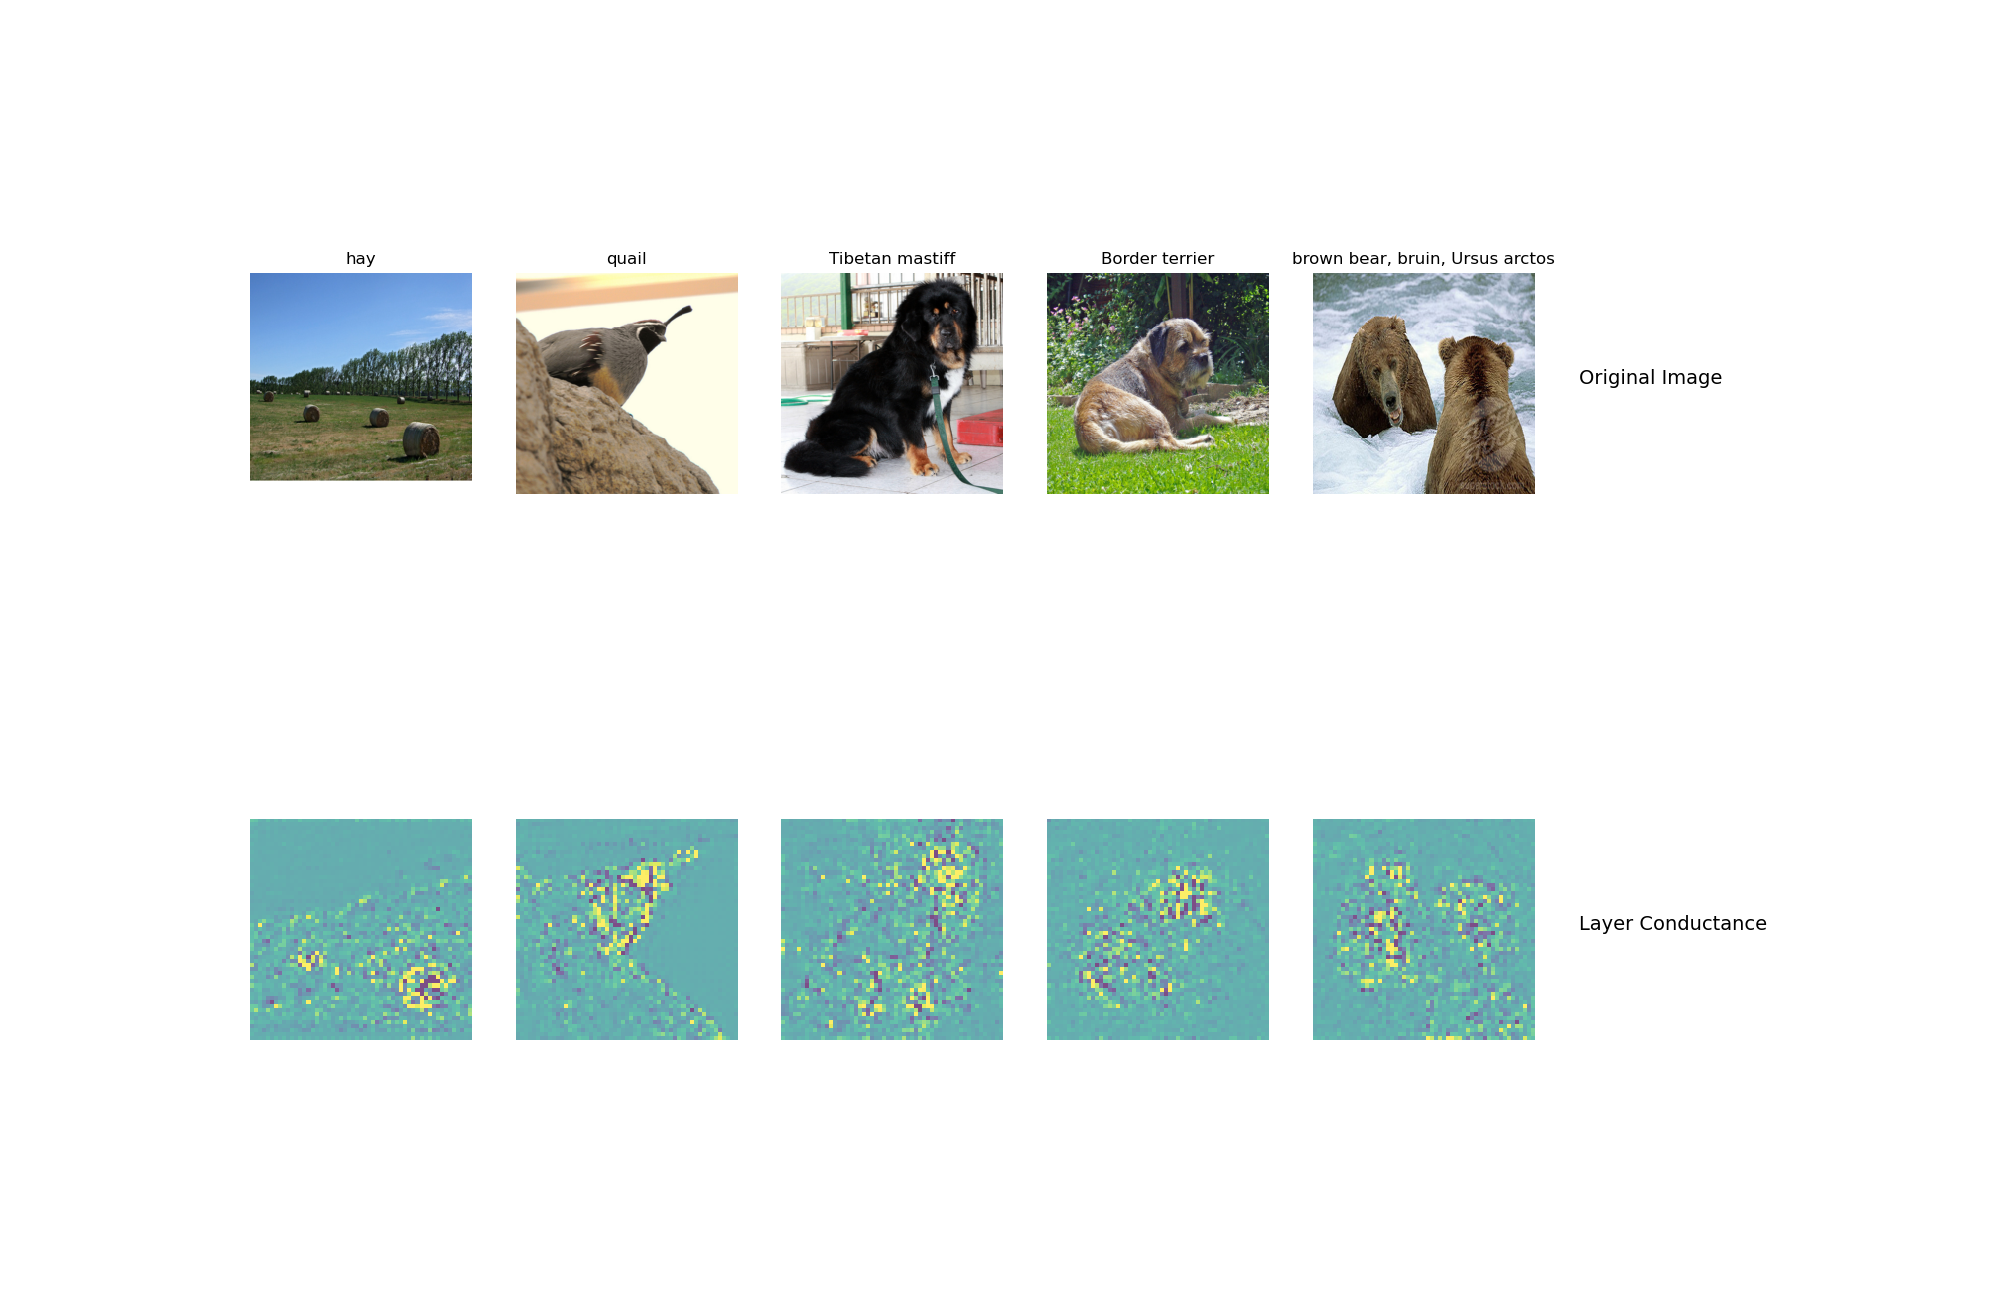 hay
quail
Tibetan mastiff
Border terrier
brown bear, bruin, Ursus arctos
Original Image
Layer Conductance